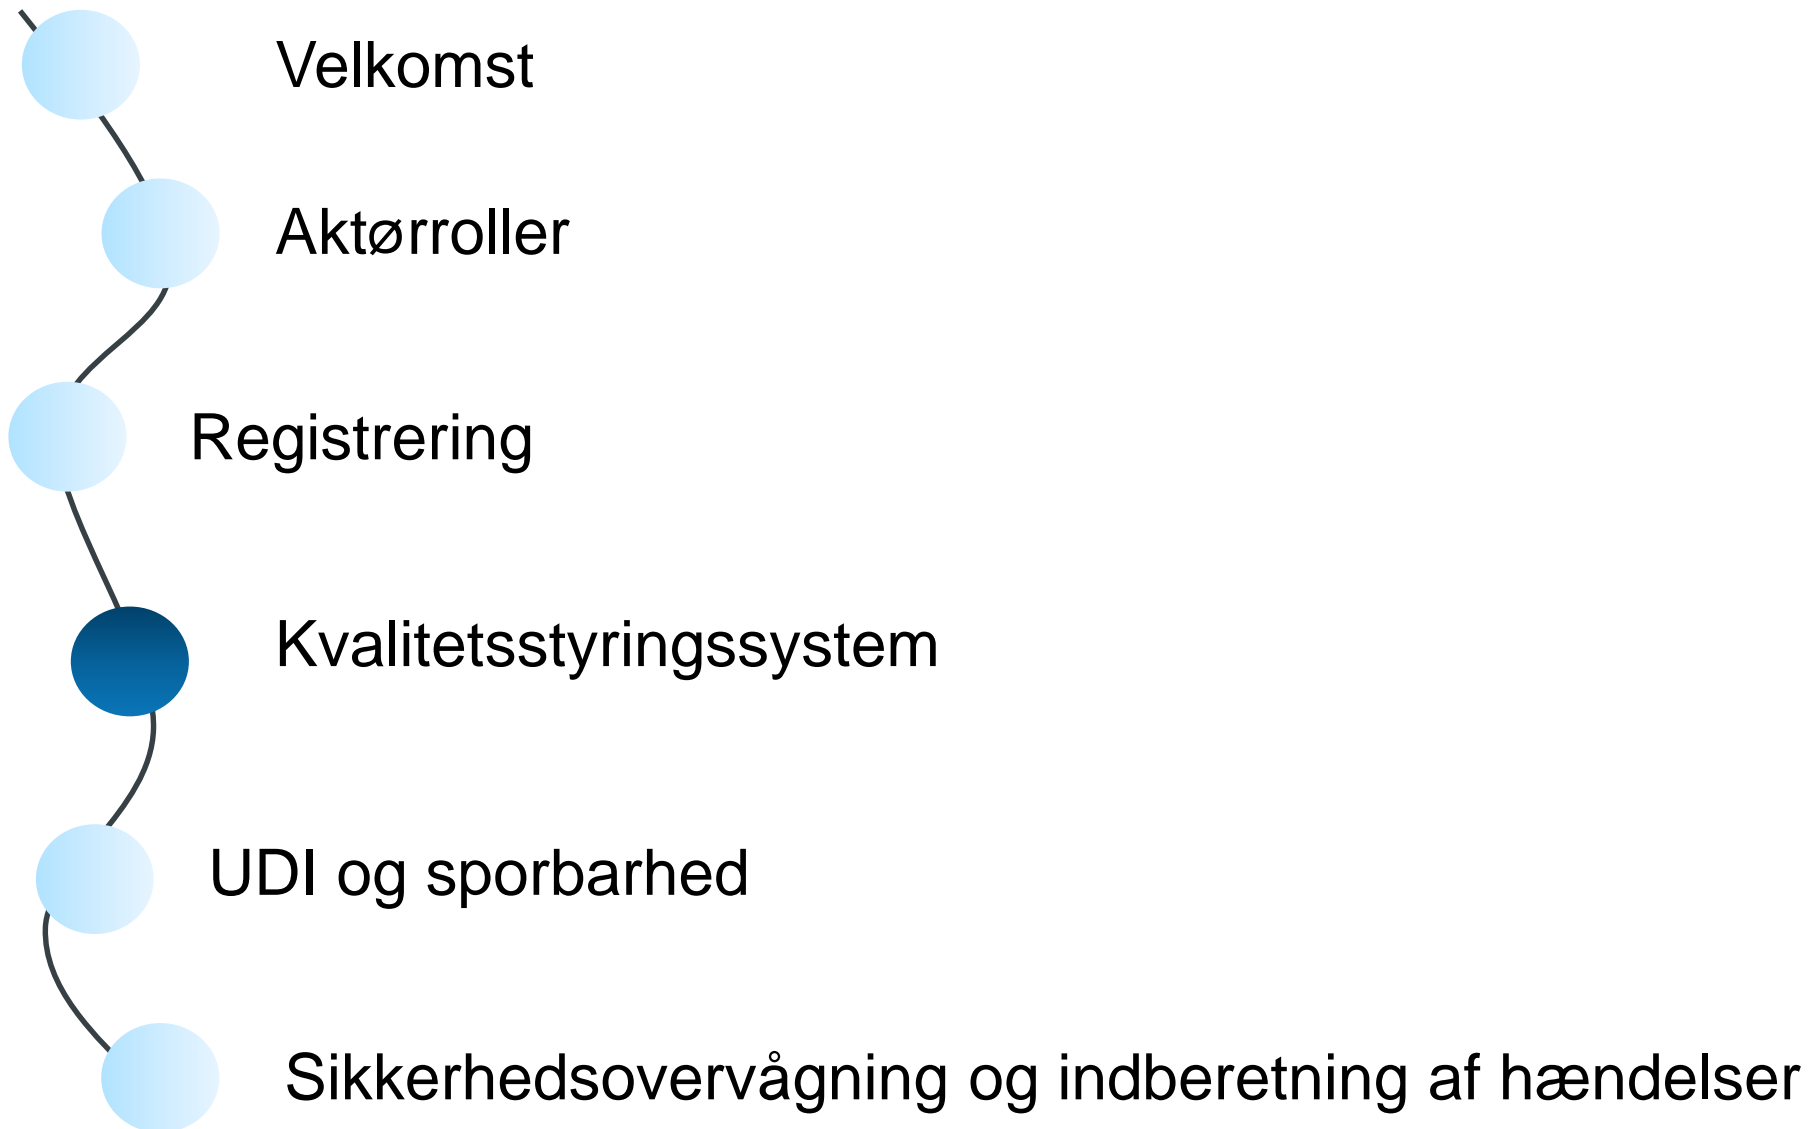 Velkomst
Aktørroller
Registrering
Kvalitetsstyringssystem
UDI og sporbarhed
Sikkerhedsovervågning og indberetning af hændelser